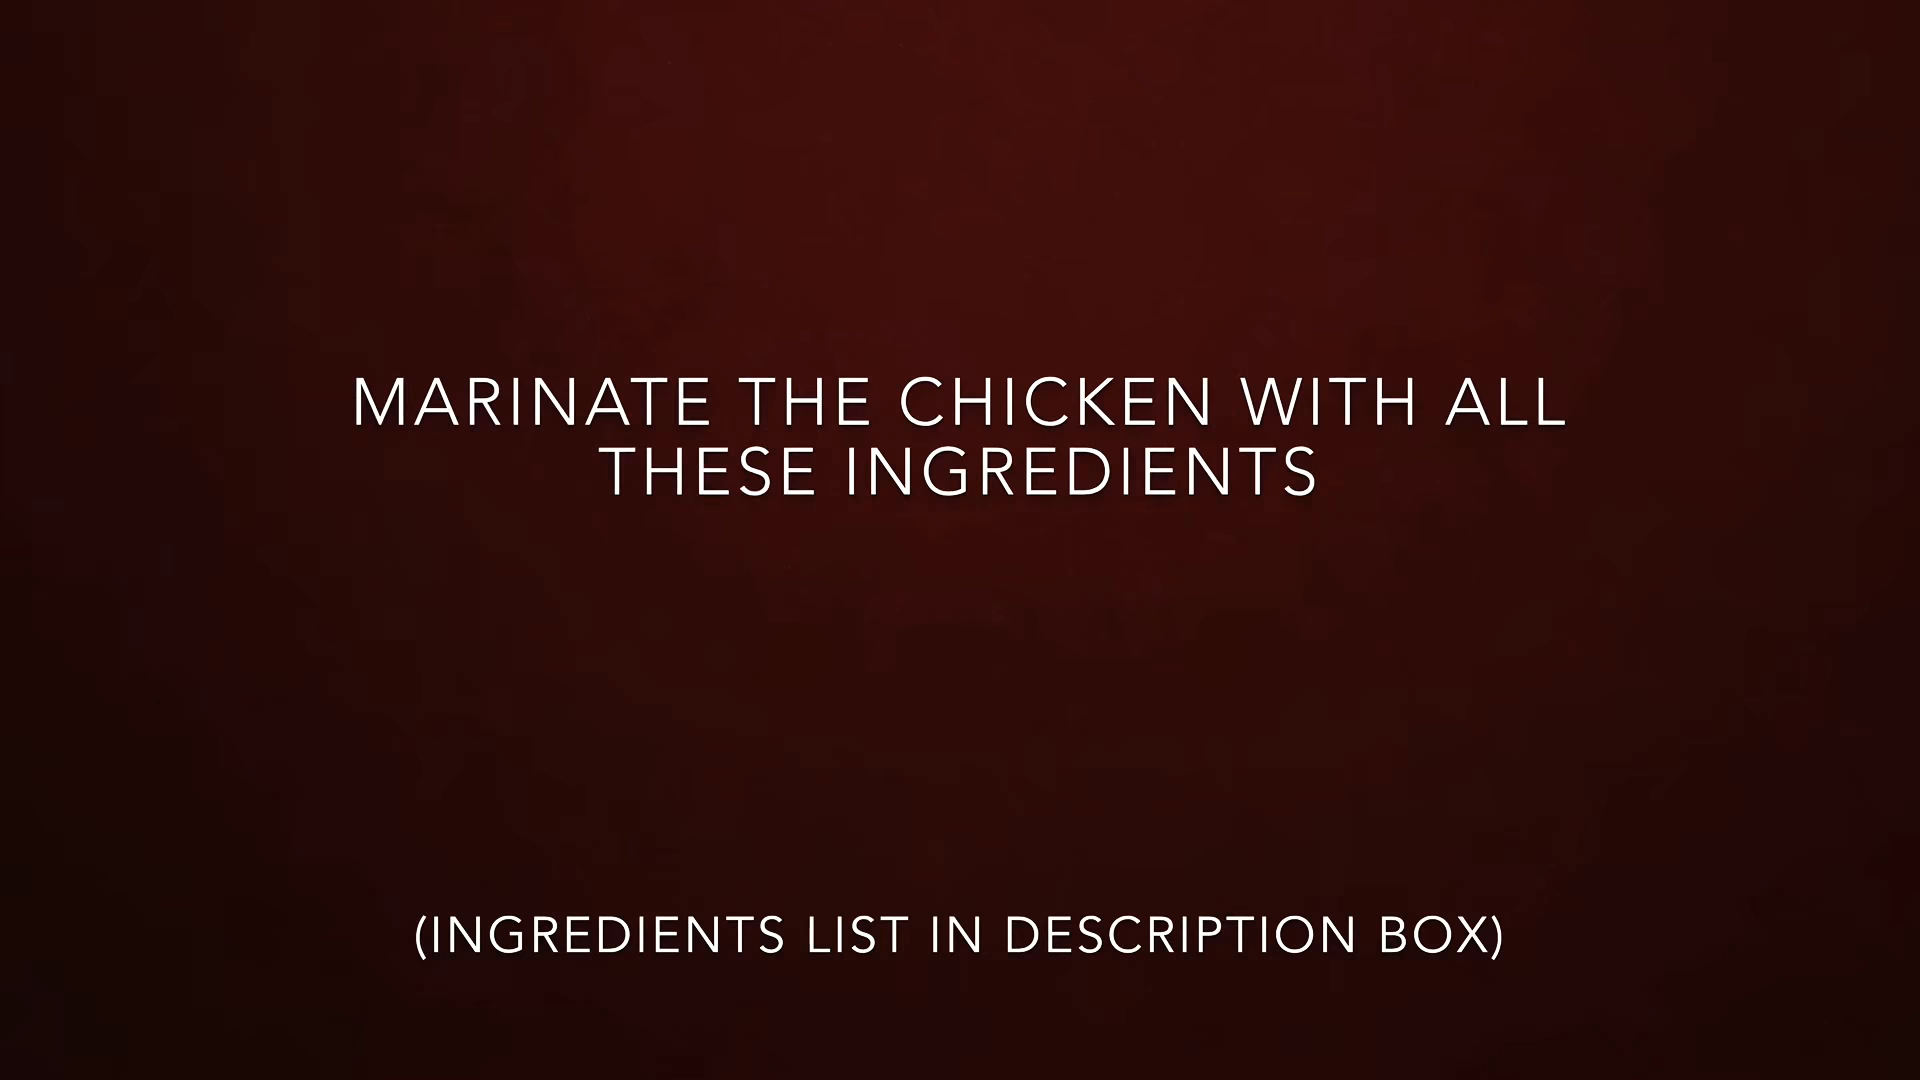 MARINATE THE CHICKEN WITH ALL
THESE INGREDIENTS
(INGREDIENTS LIST IN DESCRIPTION BOX)